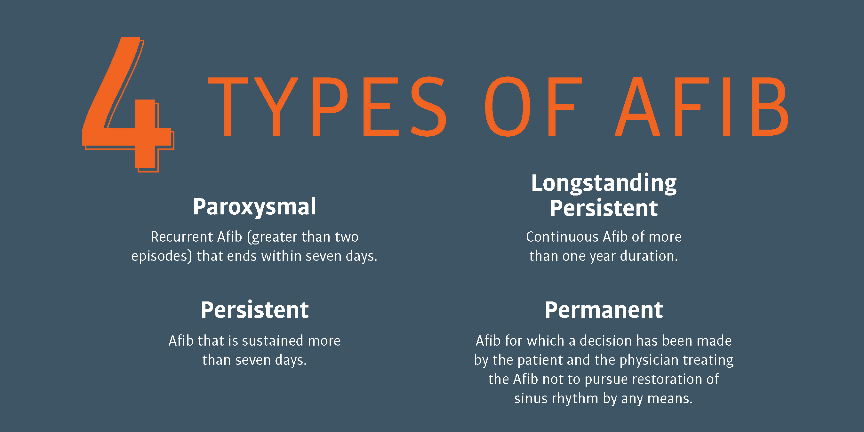 4 TYPES OF AFIB
Paroxysmal
Recurrent Afib (greater than two
episodes) that ends within seven days.
Longstanding
Persistent
Continuous Afib of more
than one year duration.
Persistent
Afib that is sustained more
than seven days.
Permanent
Afib for which a decision has been made
by the patient and the physician treating
the Afib not to pursue restoration of
sinus rhythm by any means.